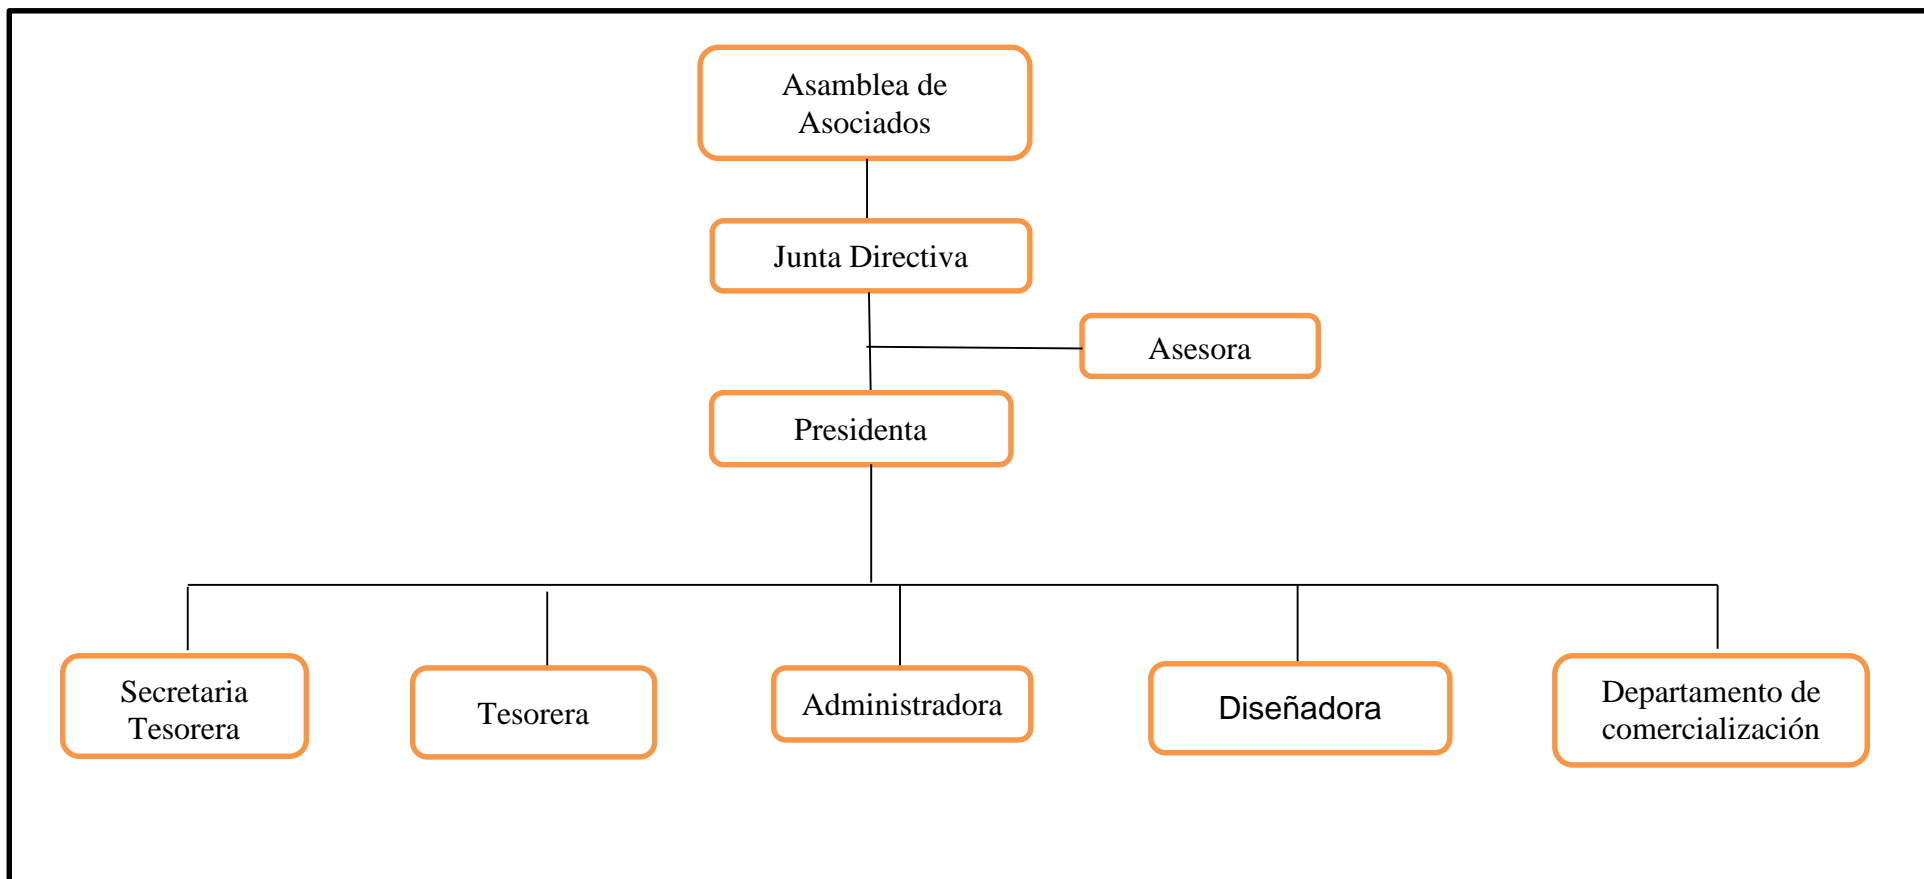 Asamblea de
Asociados
Junta Directiva
Asesora
Presidenta
Secretaria
Tesorera
Tesorera
Administradora
Diseñadora
Departamento de
comercialización